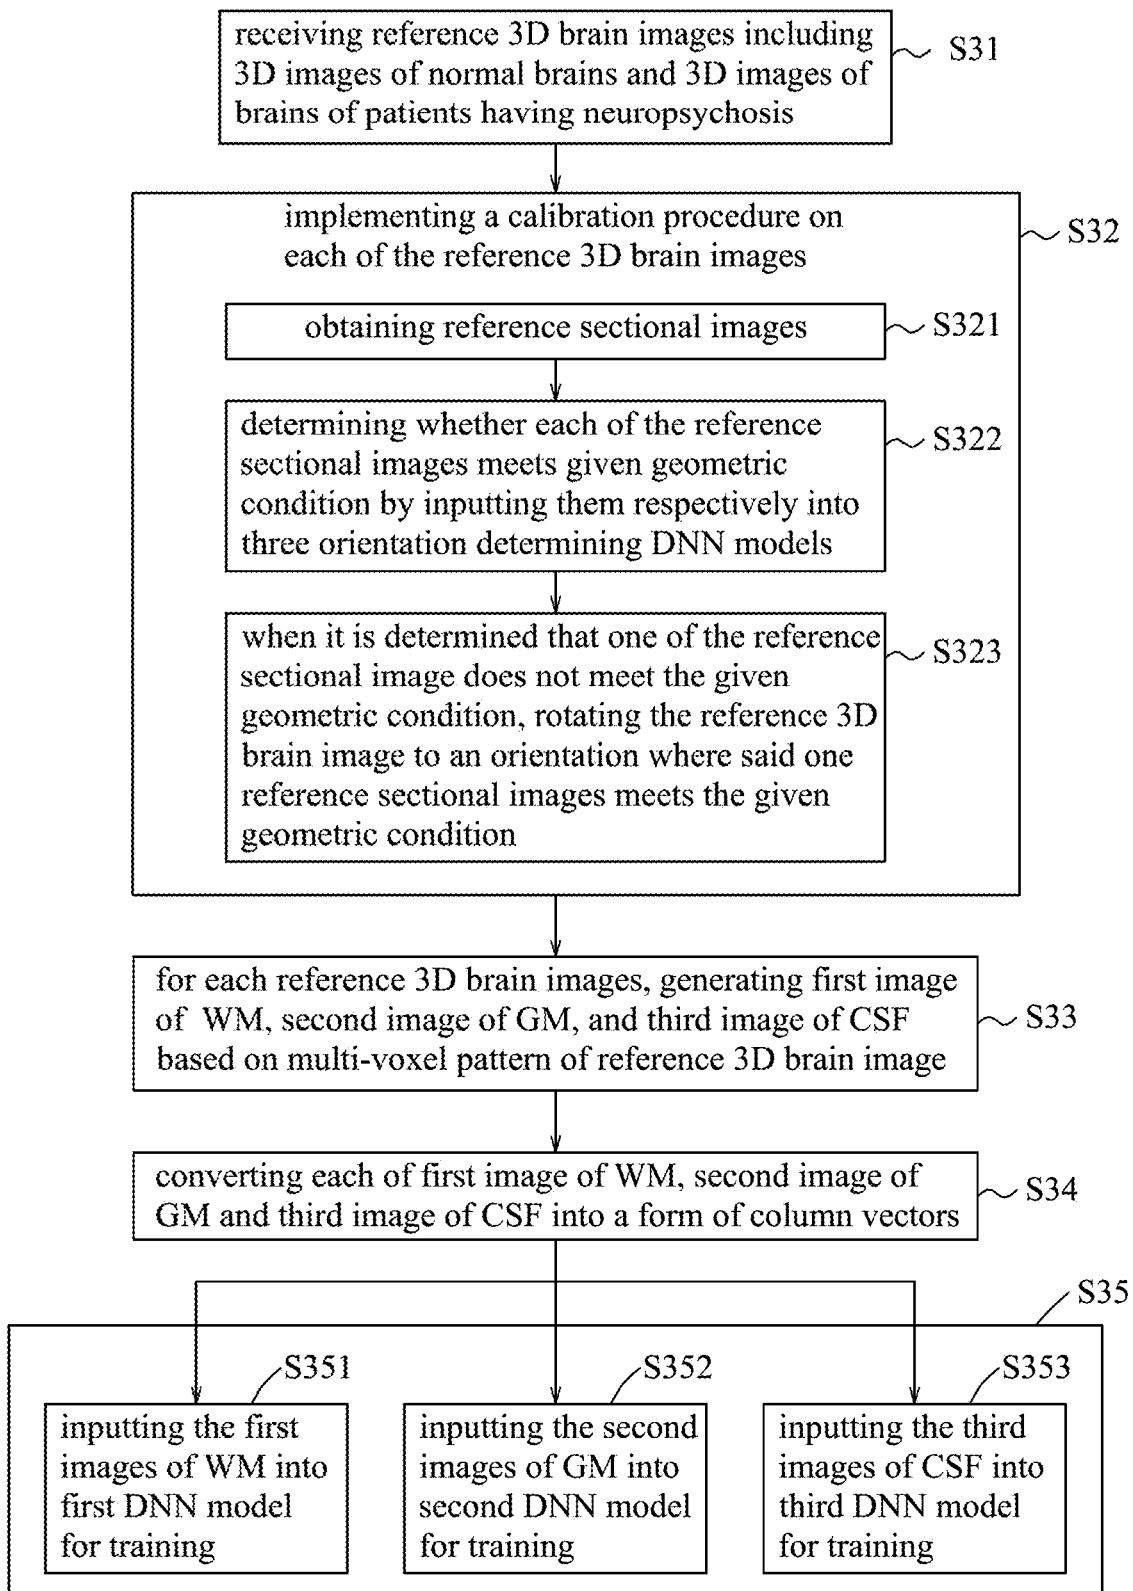 receiving reference 3D brain images including
3D images of normal brains and 3D images of
brains of patients having neuropsychosis
S31
implementing a calibration procedure on
each of the reference 3D brain images
S32
obtaining reference sectional images
S321
determining whether each of the reference
sectional images meets given geometric
condition by inputting them respectively into
three orientation determining DNN models
S322
when it is determined that one of the reference
sectional image does not meet the given
geometric condition, rotating the reference 3D
brain image to an orientation where said one
reference sectional images meets the given
geometric condition
S323
for each reference 3D brain images, generating first image
of WM, second image of GM, and third image of CSF
based on multi-voxel pattern of reference 3D brain image
S33
converting each of first image of WM, second image of
GM and third image of CSF into a form of column vectors
S34
S35
S351
inputting the first
images of WM into
first DNN model
for training
S352
inputting the second
images of GM into
second DNN model
for training
S353
inputting the third
images of CSF into
third DNN model
for training